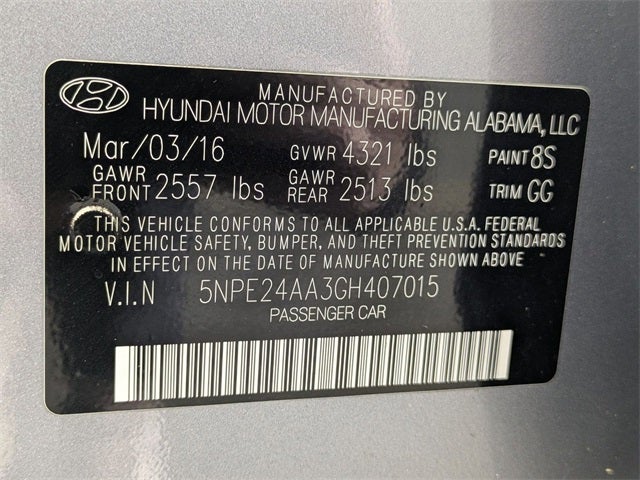 MANUFACTURED BY
HYUNDAI MOTOR MANUFACTURING ALABAMA, LLC
Mar/03/16 GVWR 4321 lbs PAINT 8S
GAWR FRONT 2557 lbs GAWR REAR 2513 lbs TRIM GG
THIS VEHICLE CONFORMS TO ALL APPLICABLE U.S.A. FEDERAL
MOTOR VEHICLE SAFETY, BUMPER, AND THEFT PREVENTION STANDARDS
IN EFFECT ON THE DATE OF MANUFACTURE SHOWN ABOVE
V.I.N 5NPE24AA3GH407015
PASSENGER CAR